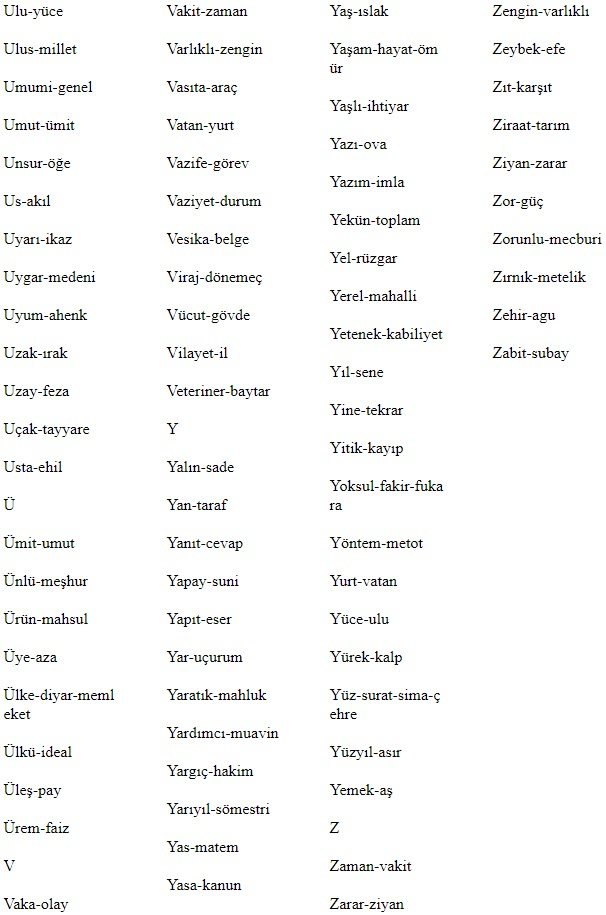 Ulu-yüce
Ulus-millet
Umumi-genel
Umut-ümit
Unsur-öğe
Us-akıl
Uyarı-ikaz
Uygar-medeni
Uyum-ahenk
Uzak-ırak
Uzay-feza
Uçak-tayyare
Usta-ehil
Ü
Ümit-umut
Ünlü-meşhur
Ürün-mahsul
Üye-aza
Ülke-diyar-meml
eket
Ülkü-ideal
Üleş-pay
Ürem-faiz
V
Vaka-olay
Vakit-zaman
Varlıklı-zengin
Vasıta-araç
Vatan-yurt
Vazife-görev
Vaziyet-durum
Vesika-belge
Viraj-dönemeç
Vücut-gövde
Vilayet-il
Veteriner-baytar
Y
Yalın-sade
Yan-taraf
Yanıt-cevap
Yapay-suni
Yapıt-eser
Yar-uçurum
Yaratık-mahluk
Yardımcı-muavin
Yargıç-hakim
Yarıyıl-sömestri
Yas-matem
Yasa-kanun
Yaş-ıslak
Yaşam-hayat-öm
ür
Yaşlı-ihtiyar
Yazı-ova
Yazım-imla
Yekün-toplam
Yel-rüzgar
Yerel-mahalli
Yetenek-kabiliyet
Yıl-sene
Yine-tekrar
Yitik-kayıp
Yoksul-fakir-fuka
ra
Yöntem-metot
Yurt-vatan
Yüce-ulu
Yürek-kalp
Yüz-surat-sima-ç
ehre
Yüzyıl-asır
Yemek-aş
Z
Zaman-vakit
Zarar-ziyan
Zengin-varlıklı
Zeybek-efe
Zıt-karşıt
Ziraat-tarım
Ziyan-zarar
Zor-güç
Zorunlu-mecburi
Zırnık-metelik
Zehir-agu
Zabit-subay